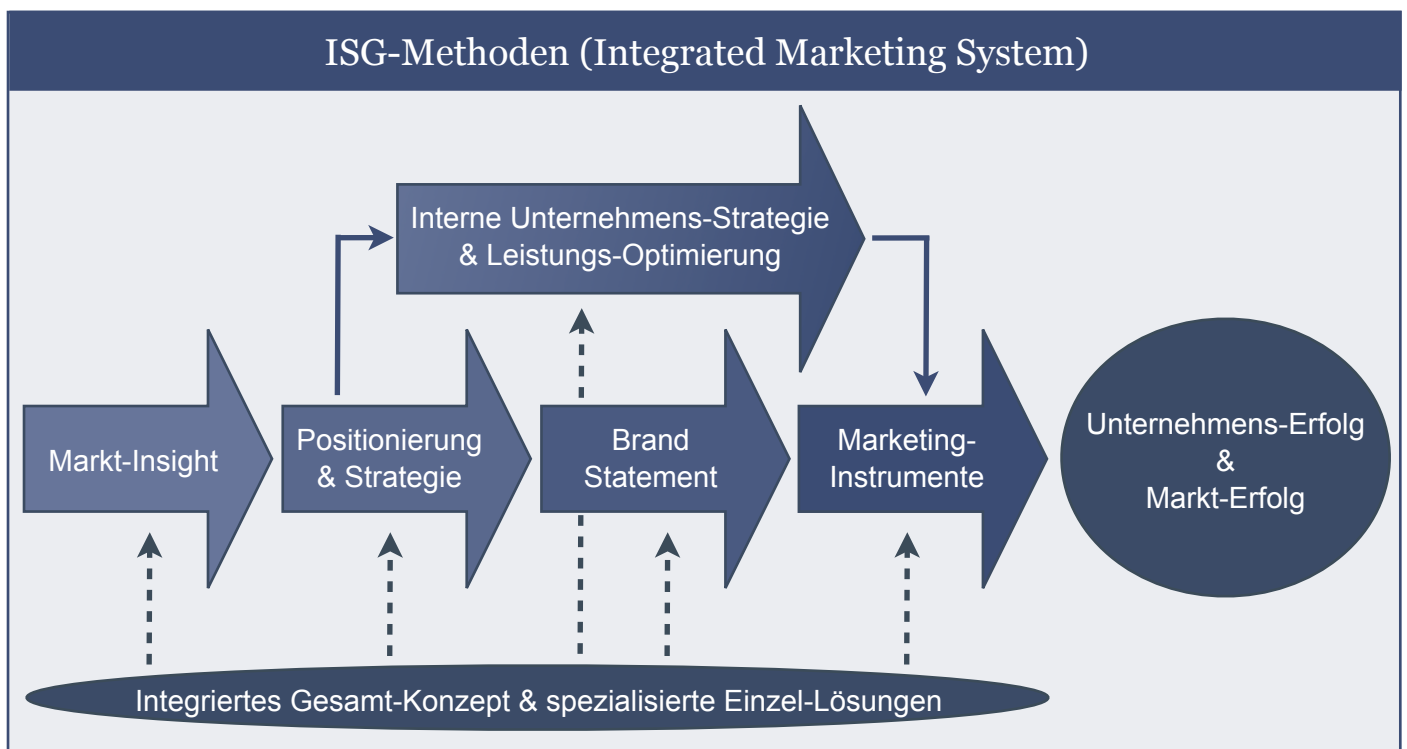 ISG-Methoden (Integrated Marketing System)
Interne Unternehmens-Strategie
& Leistungs-Optimierung
Markt-Insight
Positionierung
& Strategie
Brand
Statement
Marketing-
Instrumente
Unternehmens-Erfolg
&
Markt-Erfolg
Integriertes Gesamt-Konzept & spezialisierte Einzel-Lösungen